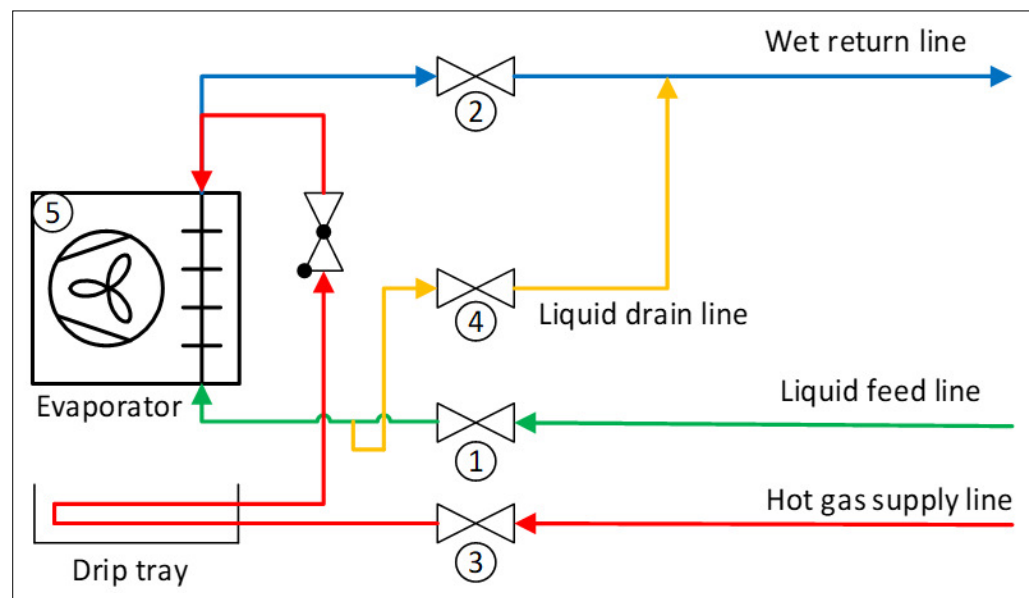 Wet return line
2
5
4
Liquid drain line
Evaporator
Liquid feed line
1
Hot gas supply line
3
Drip tray